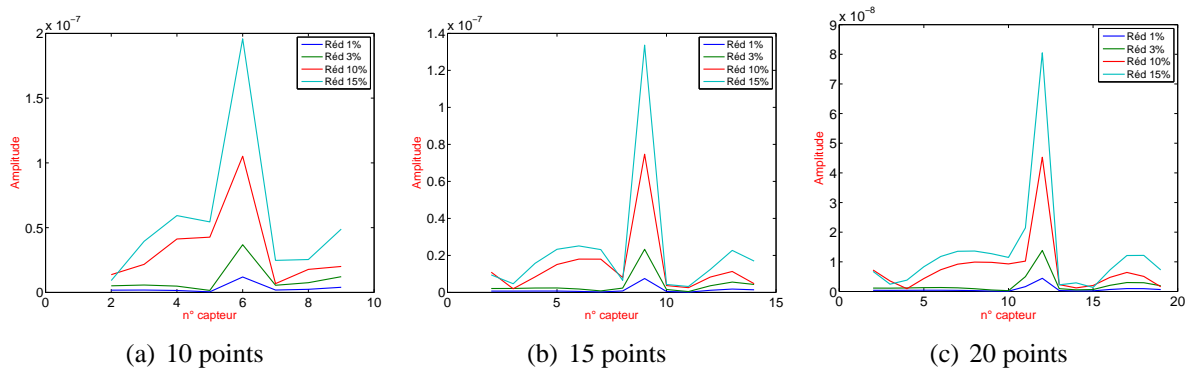 x 10⁻⁷
2
1.5
1
0.5
0
0 2 4 6 8 10
Amplitude
n° capteur
Réd 1%
Réd 3%
Réd 10%
Réd 15%
(a) 10 points
x 10⁻⁷
1.4
1.2
1
0.8
0.6
0.4
0.2
0
0 5 10 15
Amplitude
n° capteur
Réd 1%
Réd 3%
Réd 10%
Réd 15%
(b) 15 points
x 10⁻⁸
9
8
7
6
5
4
3
2
1
0
0 5 10 15 20
Amplitude
n° capteur
Réd 1%
Réd 3%
Réd 10%
Réd 15%
(c) 20 points